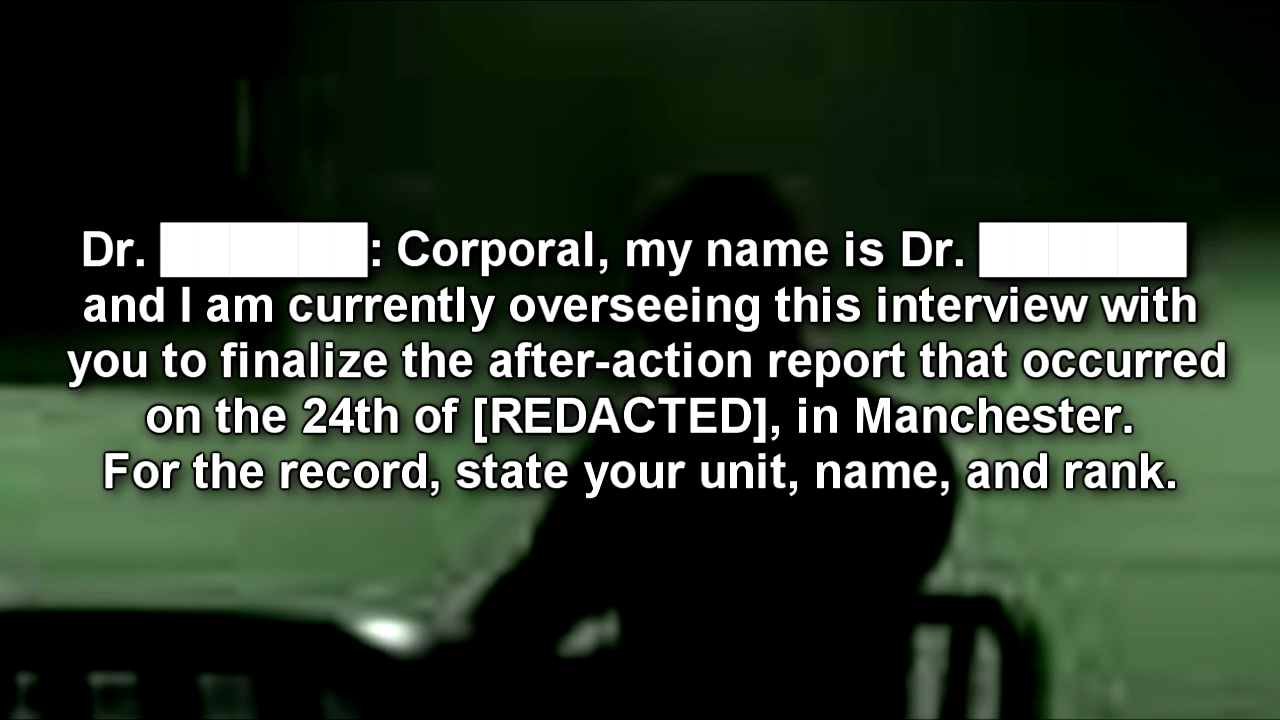 Dr. ███████: Corporal, my name is Dr. ███████
and I am currently overseeing this interview with
you to finalize the after-action report that occurred
on the 24th of [REDACTED], in Manchester.
For the record, state your unit, name, and rank.